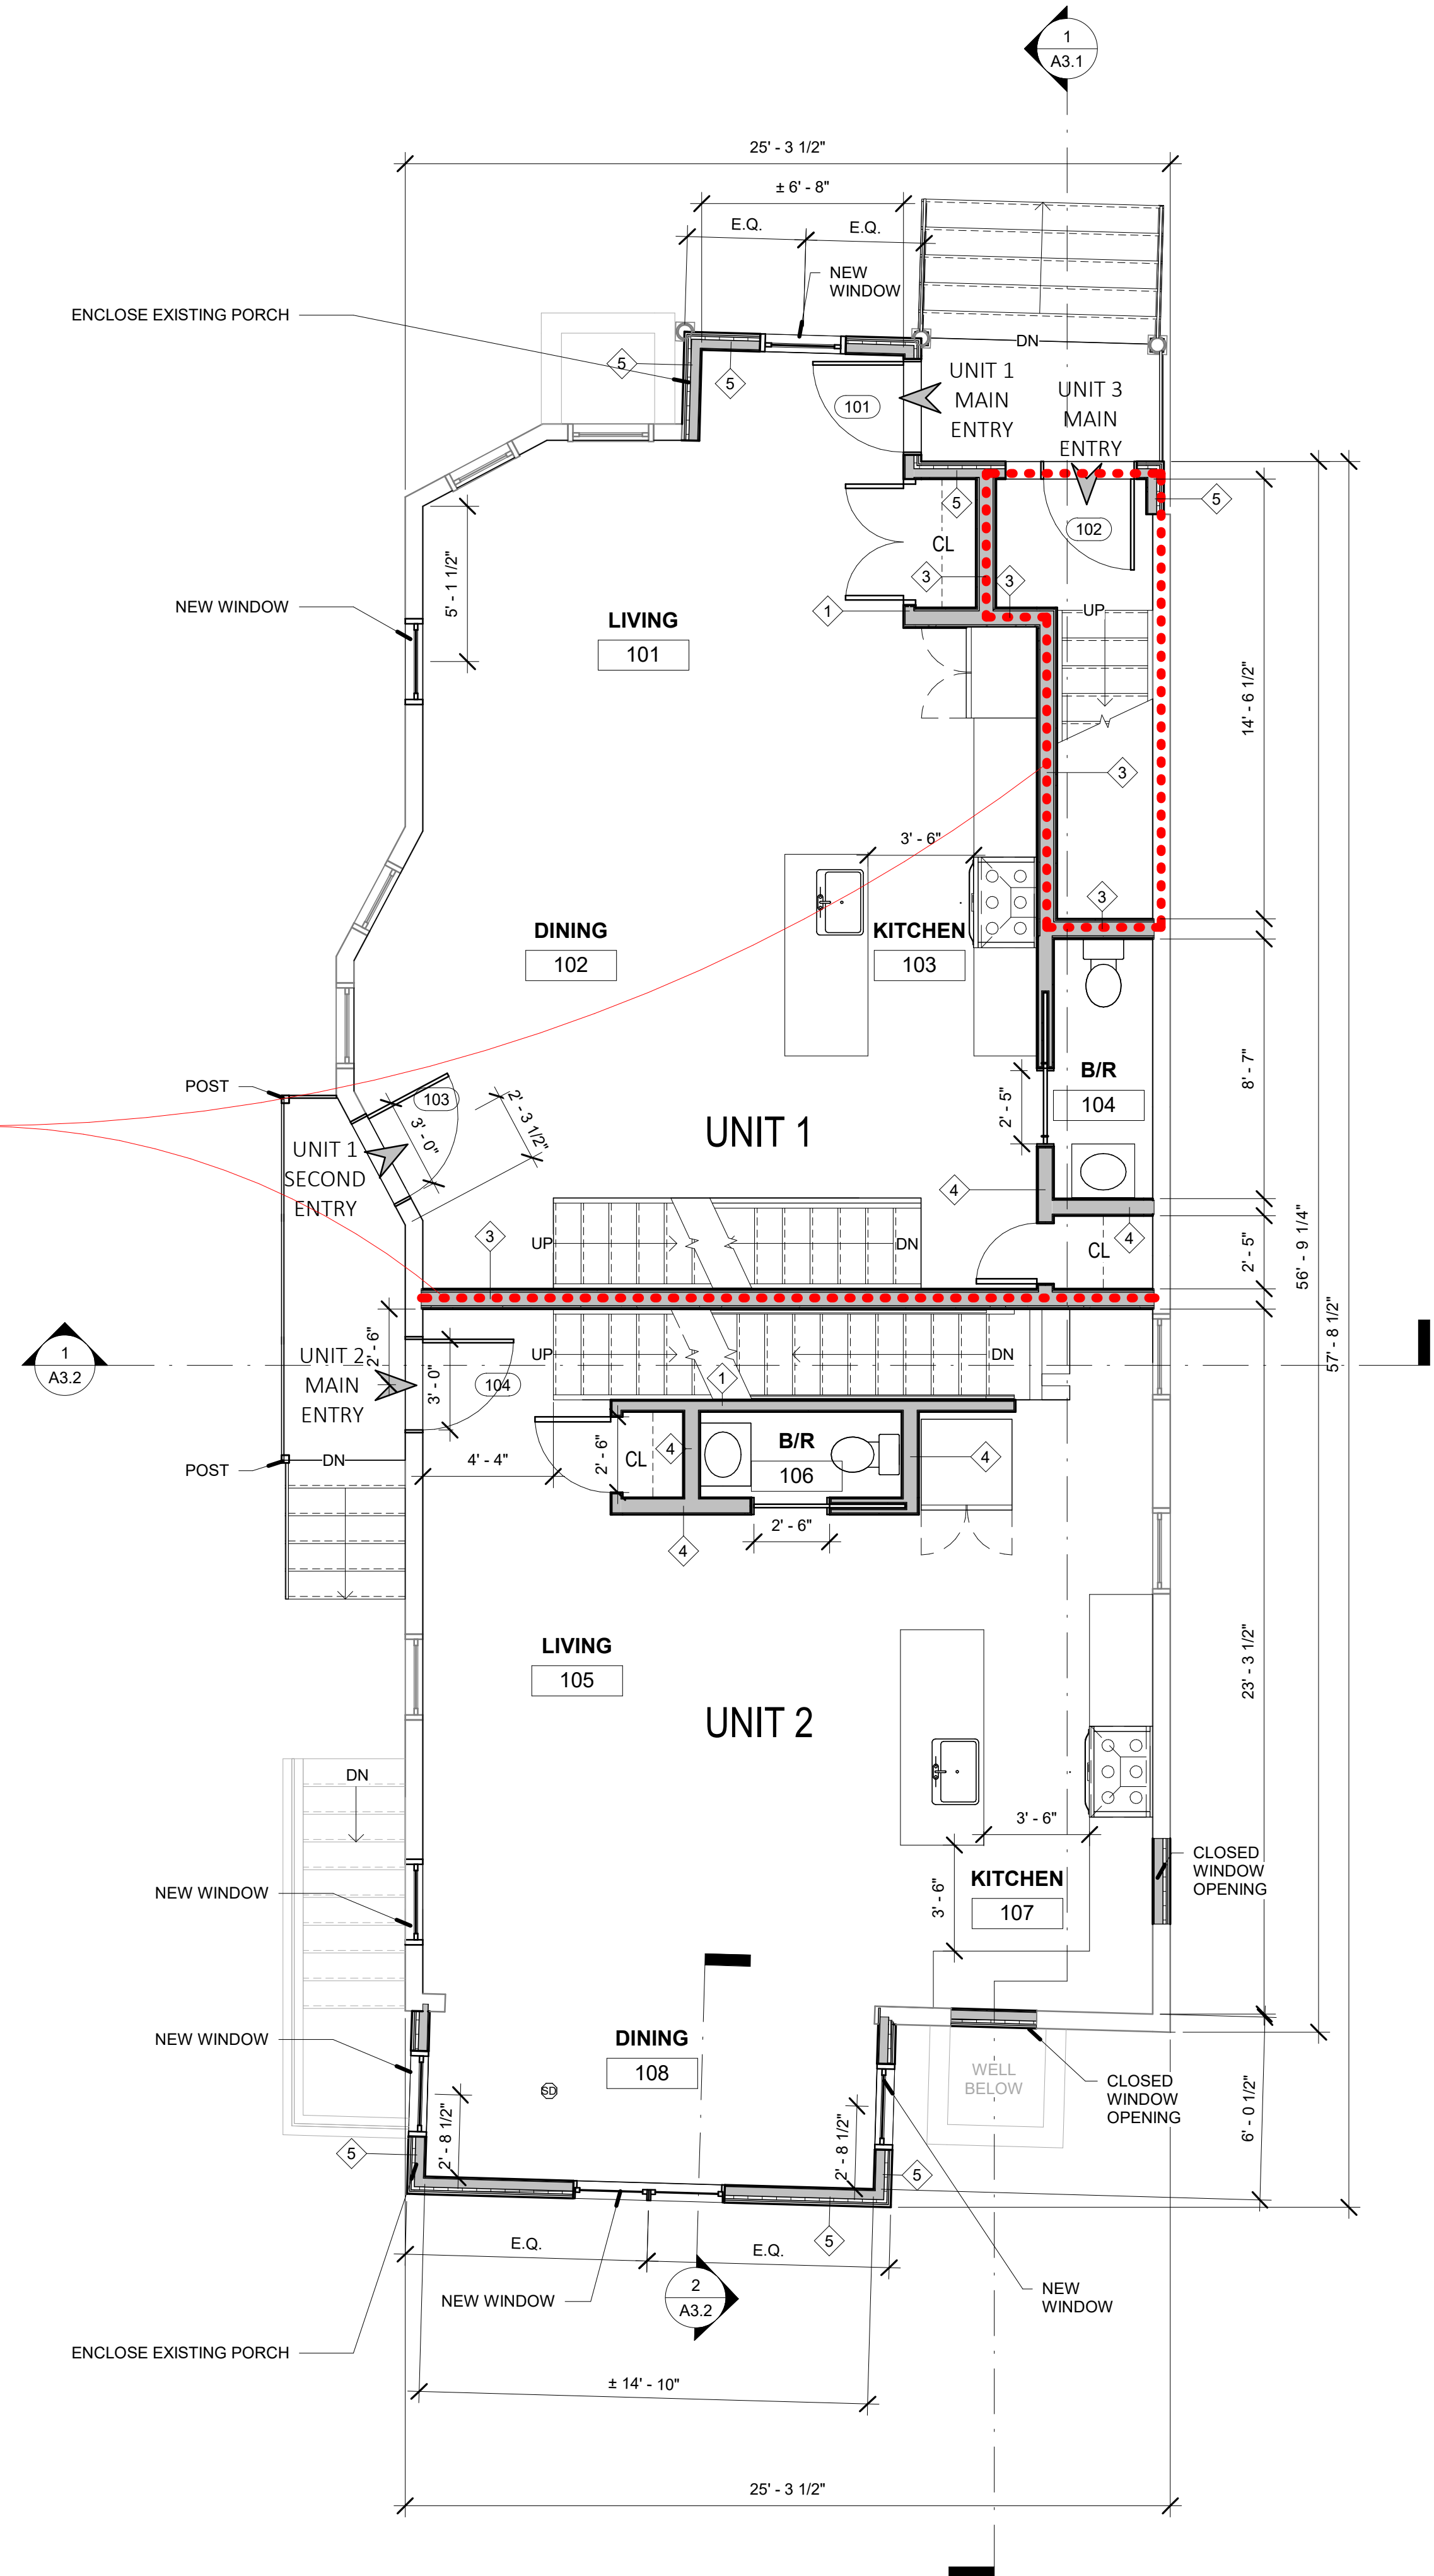 1
A3.1
25' - 3 1/2"
± 6' - 8"
E.Q.
E.Q.
NEW
WINDOW
ENCLOSE EXISTING PORCH
DN
5
5
UNIT 1
MAIN
ENTRY
UNIT 3
MAIN
ENTRY
101
5
5
102
CL
3
3
1
UP
5' - 1 1/2"
NEW WINDOW
LIVING
101
14' - 6 1/2"
3
3' - 6"
3
DINING
102
KITCHEN
103
B/R
104
8' - 7"
2' - 5"
POST
103
3' - 0"
2' - 3 1/2"
UNIT 1
UNIT 1
SECOND
ENTRY
4
4
3
UP
DN
CL
2' - 5"
56' - 9 1/4"
57' - 8 1/2"
1
A3.2
2' - 6"
UNIT 2
MAIN
ENTRY
3' - 0"
104
UP
DN
1
4' - 4"
2' - 6"
CL
4
B/R
106
4
2' - 6"
4
POST
DN
LIVING
105
UNIT 2
23' - 3 1/2"
DN
3' - 6"
3' - 6"
KITCHEN
107
CLOSED
WINDOW
OPENING
NEW WINDOW
NEW WINDOW
DINING
108
SD
WELL
BELOW
CLOSED
WINDOW
OPENING
2' - 8 1/2"
2' - 8 1/2"
6' - 0 1/2"
5
5
5
E.Q.
E.Q.
2
A3.2
NEW WINDOW
NEW
WINDOW
ENCLOSE EXISTING PORCH
± 14' - 10"
25' - 3 1/2"